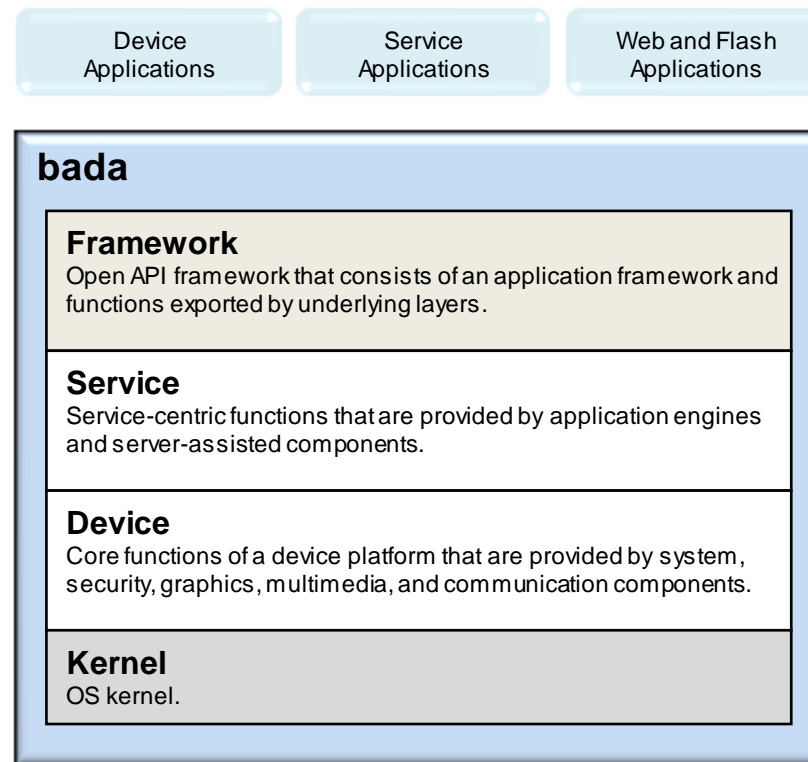 Device
Applications
Service
Applications
Web and Flash
Applications
bada
Framework
Open API framework that consists of an application framework and
functions exported by underlying layers.
Service
Service-centric functions that are provided by application engines
and server-assisted components.
Device
Core functions of a device platform that are provided by system,
security, graphics, multimedia, and communication components.
Kernel
OS kernel.